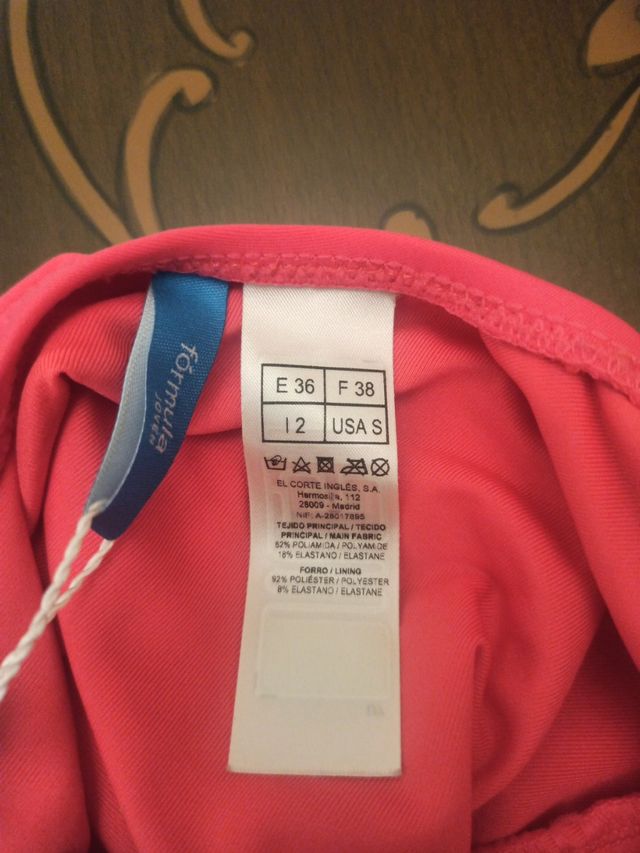 fórmula
joven
E 36 F 38
I 2 USA S
EL CORTE INGLÉS, S.A.
Hermosilla, 112
28009 - Madrid
NIF: A-28017895
TEJIDO PRINCIPAL / TECIDO
PRINCIPAL / MAIN FABRIC
82% POLIAMIDA / POLYAMIDE
18% ELASTANO / ELASTANE
FORRO / LINING
92% POLIÉSTER / POLYESTER
8% ELASTANO / ELASTANE